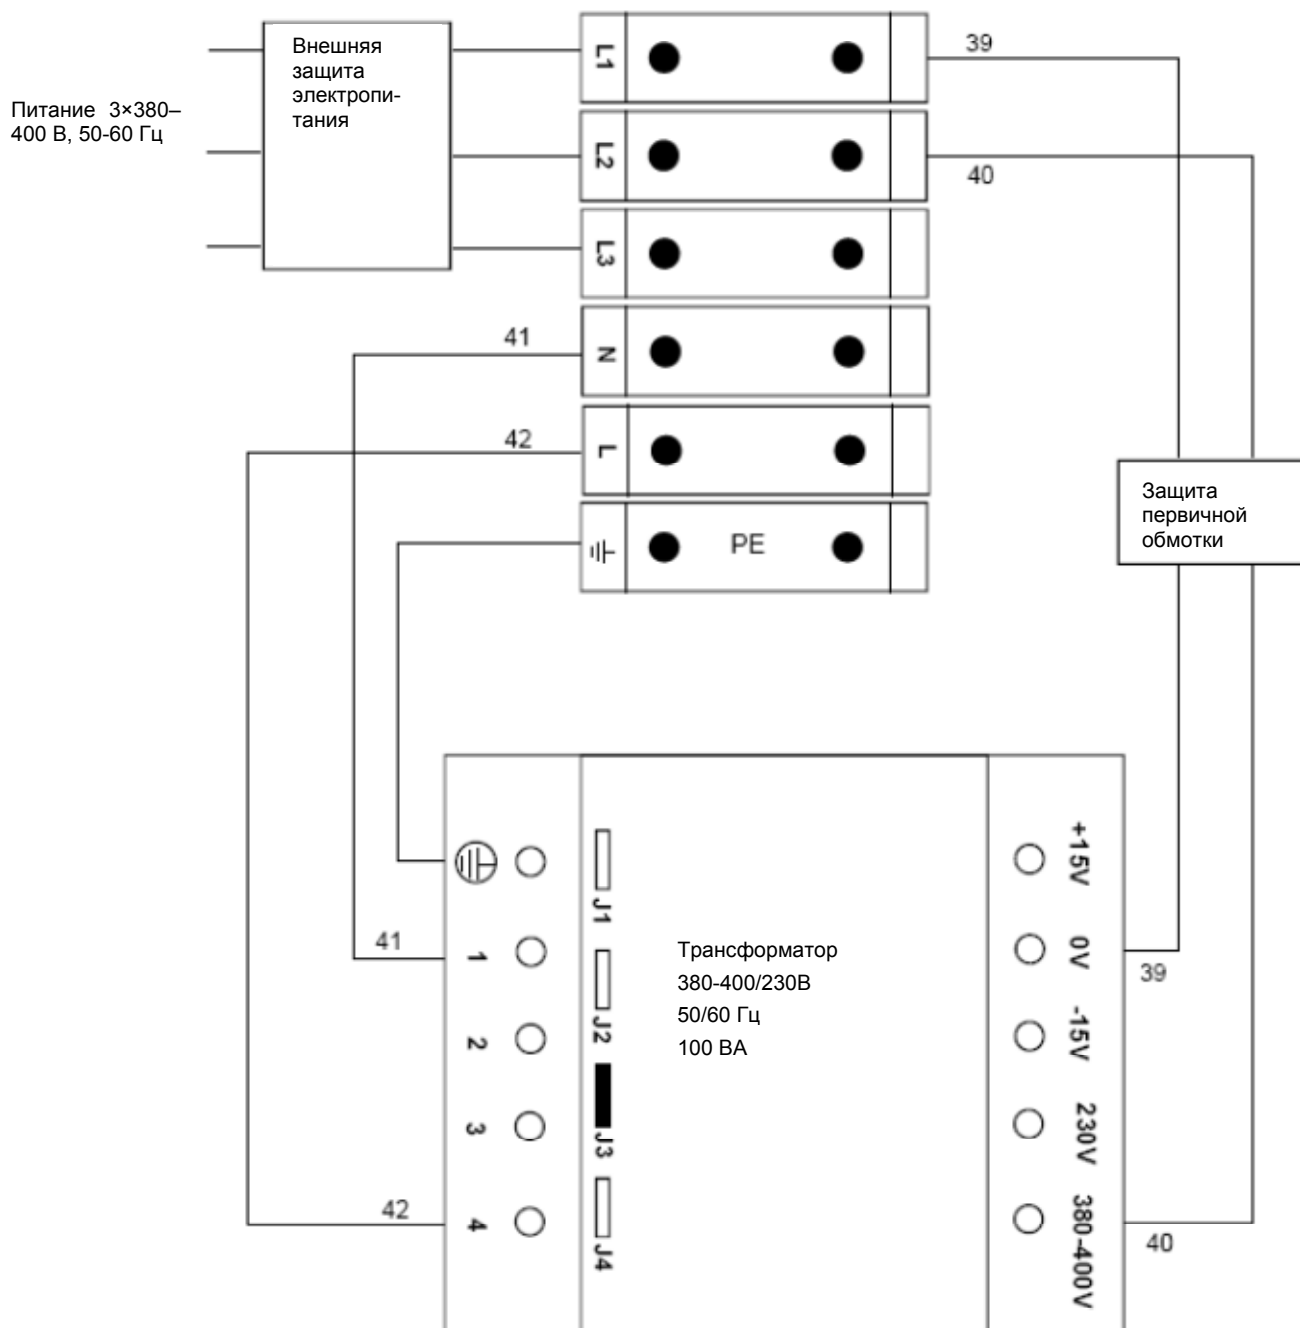 Питание 3×380–
400 В, 50-60 Гц
Внешняя
защита
электропи-
тания
L1
39
L2
40
L3
41
N
42
L
PE
Защита
первичной
обмотки
41
1
2
3
42
4
J1
J2
J3
J4
Трансформатор
380-400/230В
50/60 Гц
100 ВА
+15V
0V
39
-15V
230V
380-400V
40